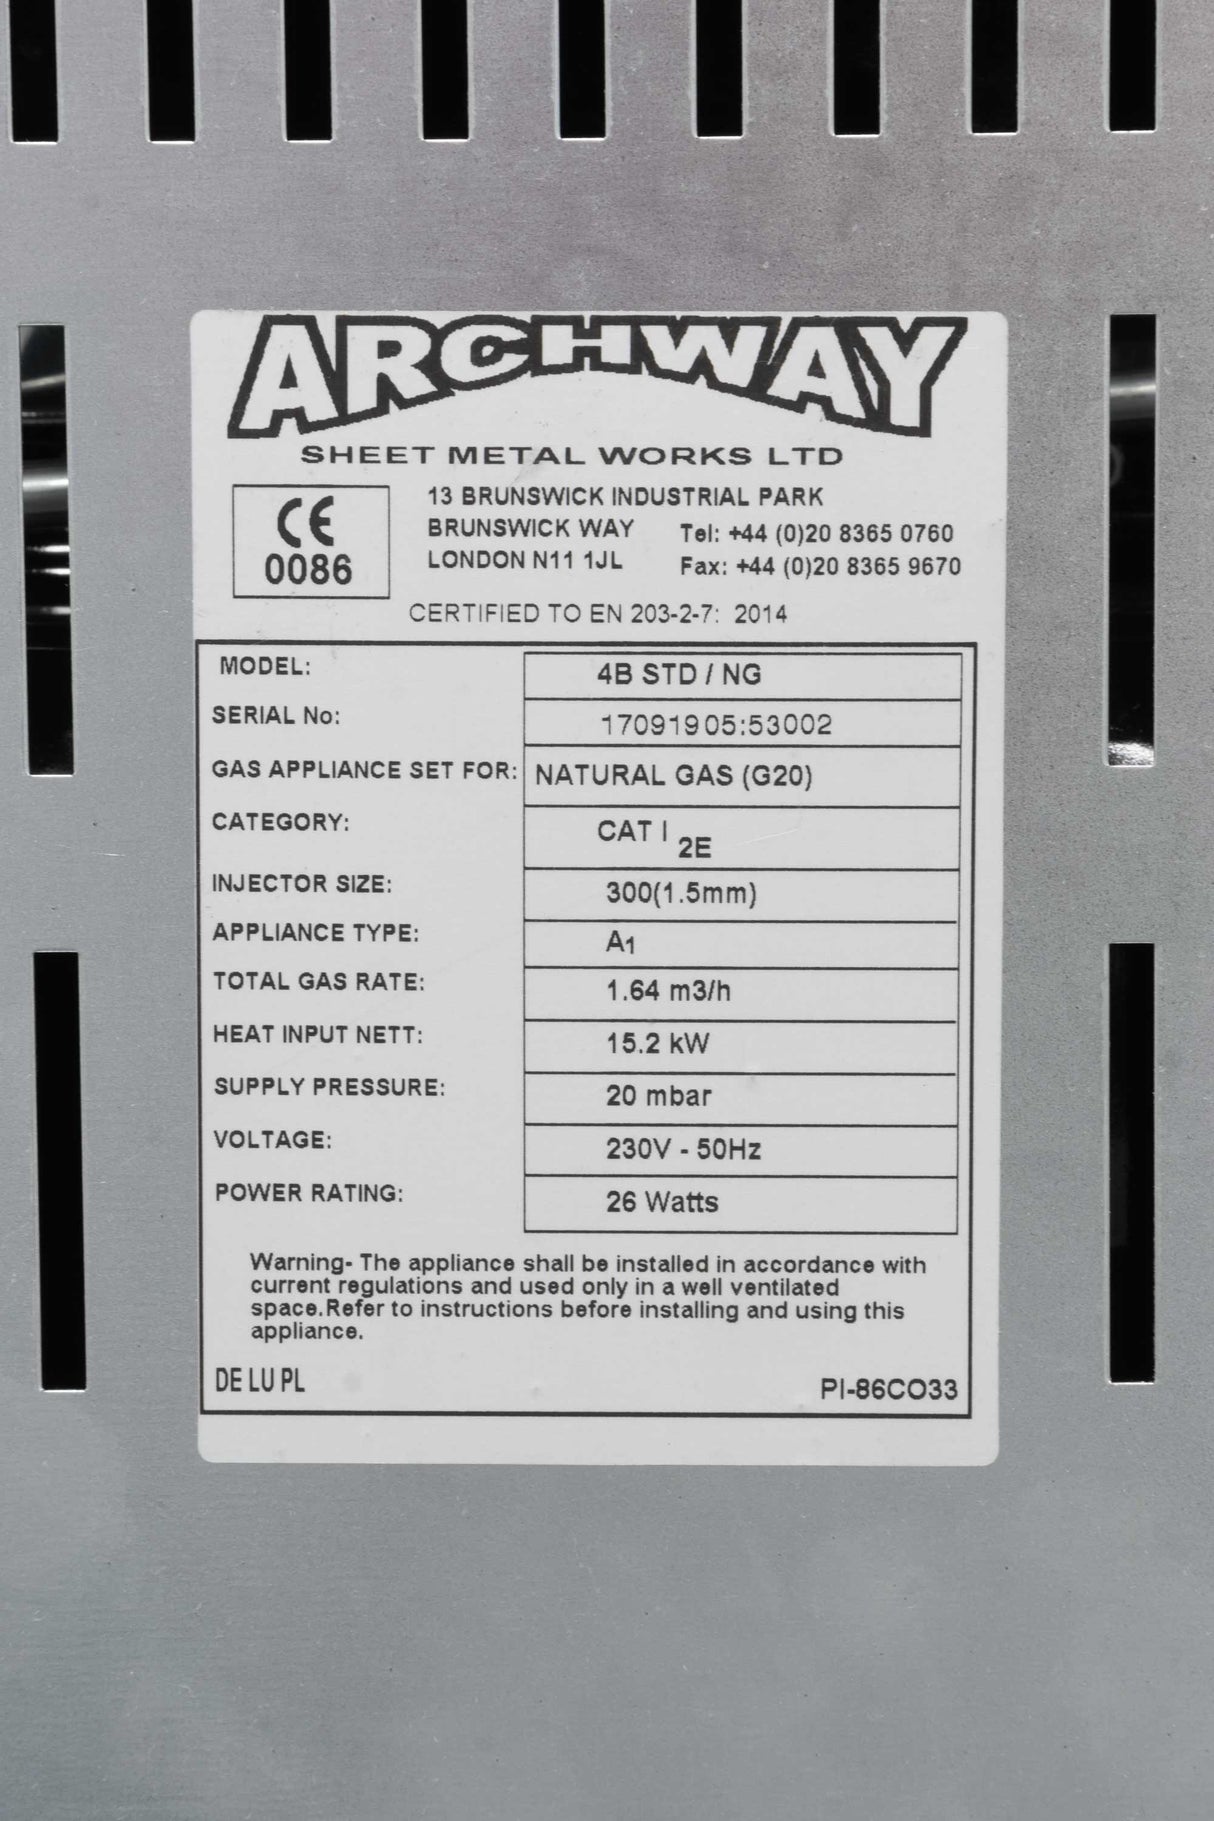 ARCHWAY
SHEET METAL WORKS LTD
CE
0086
13 BRUNSWICK INDUSTRIAL PARK
BRUNSWICK WAY
LONDON N11 1JL
Tel: +44 (0)20 8365 0760
Fax: +44 (0)20 8365 9670
CERTIFIED TO EN 203-2-7: 2014
MODEL: 4B STD / NG
SERIAL No: 17091905:53002
GAS APPLIANCE SET FOR: NATURAL GAS (G20)
CATEGORY: CAT I 2E
INJECTOR SIZE: 300(1.5mm)
APPLIANCE TYPE: A1
TOTAL GAS RATE: 1.64 m3/h
HEAT INPUT NETT: 15.2 kW
SUPPLY PRESSURE: 20 mbar
VOLTAGE: 230V - 50Hz
POWER RATING: 26 Watts
Warning- The appliance shall be installed in accordance with
current regulations and used only in a well ventilated
space.Refer to instructions before installing and using this
appliance.
DE LU PL
PI-86CO33